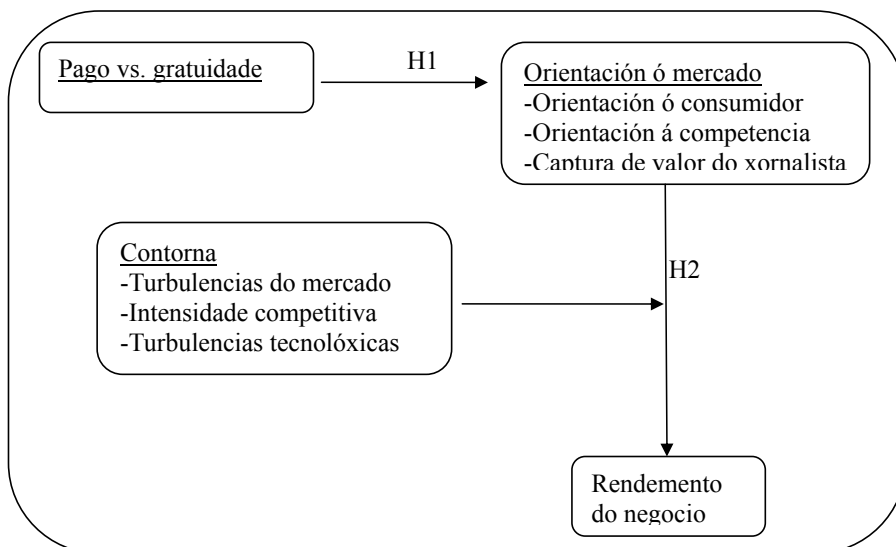 Pago vs. gratuidade
H1
Orientación ó mercado
-Orientación ó consumidor
-Orientación á competencia
-Captura de valor do xornalista
Contorna
-Turbulencias do mercado
-Intensidade competitiva
-Turbulencias tecnolóxicas
H2
Rendemento
do negocio